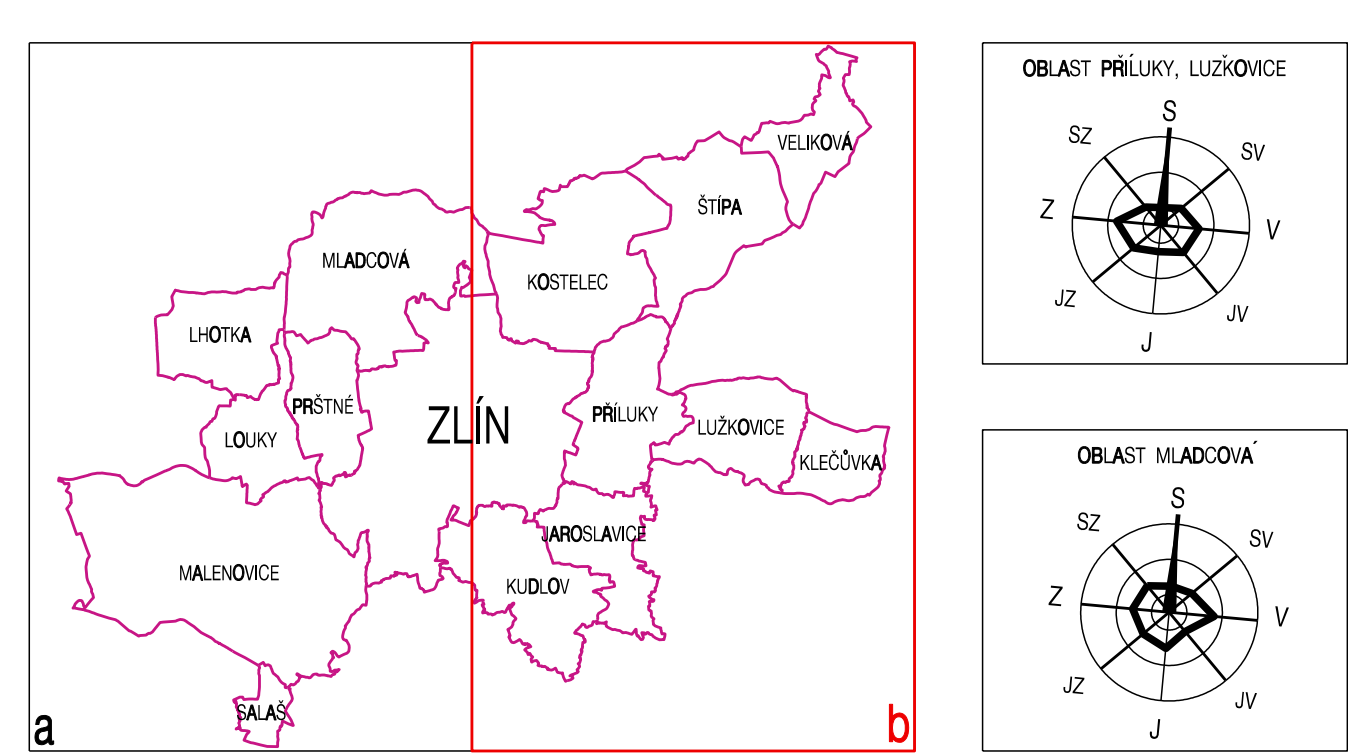 VELIKOVÁ
ŠTÍPA
MLADCOVÁ
KOSTELEC
LHOTKA
PRŠTNÉ
LOUKY
ZLÍN
PŘÍLUKY
LUŽKOVICE
KLEČŮVKA
JAROSLAVICE
MALENOVICE
KUDLOV
SALAŠ
a
b
OBLAST PŘÍLUKY, LUZŘKOVICE
S
SZ
SV
Z
V
JZ
JV
J
OBLAST MLADCOVÁ
S
SZ
SV
Z
V
JZ
JV
J